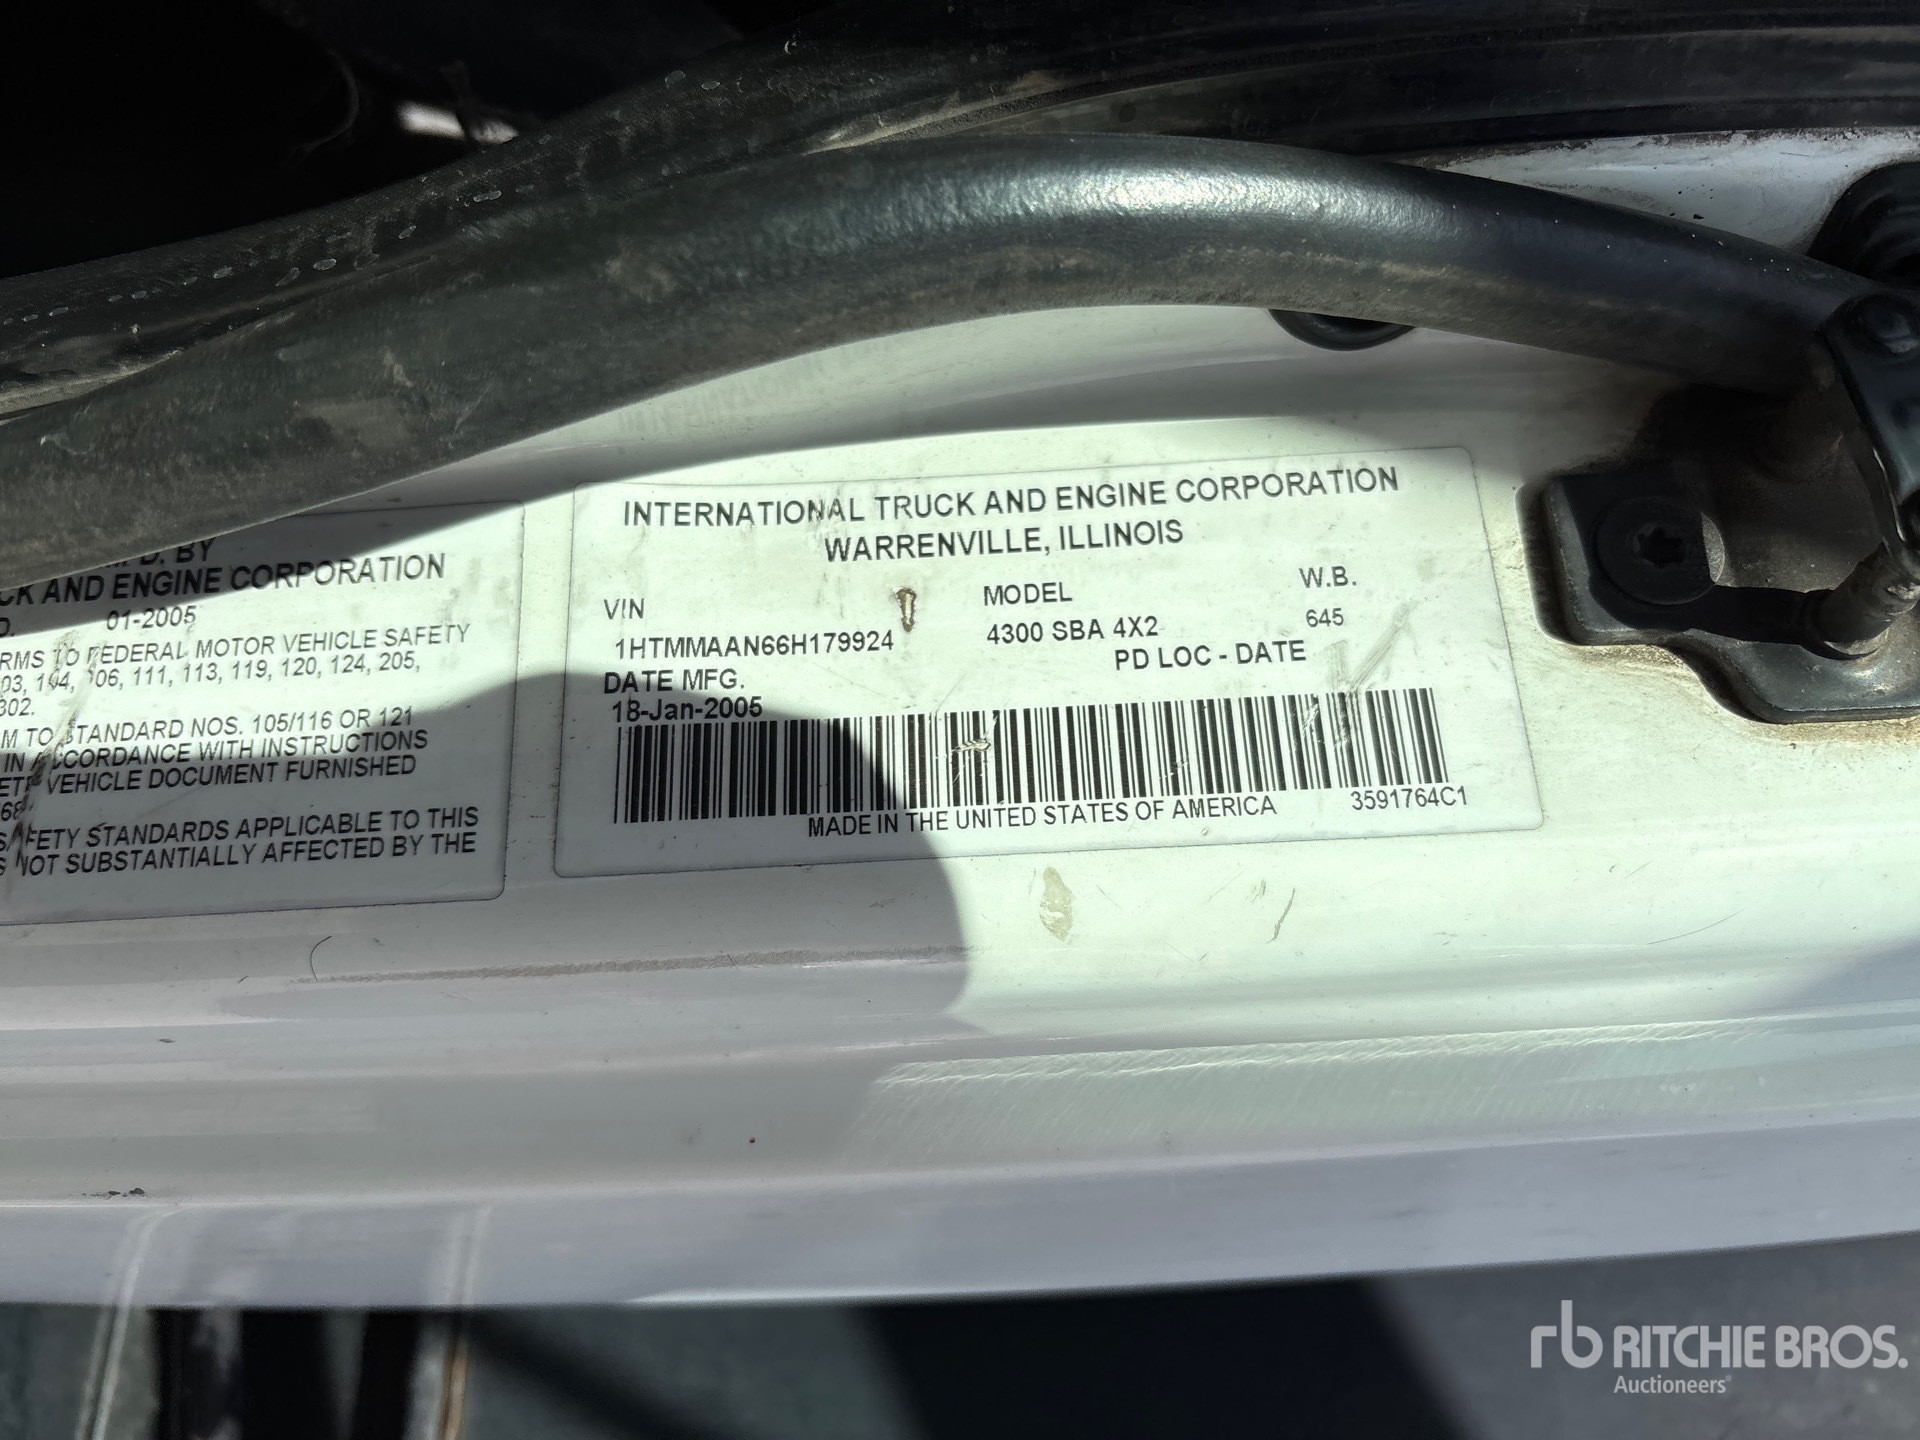 D. BY
CK AND ENGINE CORPORATION
D. 01-2005
RMS TO FEDERAL MOTOR VEHICLE SAFETY
03, 104, 106, 111, 113, 119, 120, 124, 205,
302.
M TO STANDARD NOS. 105/116 OR 121
IN ACCORDANCE WITH INSTRUCTIONS
VEHICLE DOCUMENT FURNISHED
568.
SAFETY STANDARDS APPLICABLE TO THIS
S NOT SUBSTANTIALLY AFFECTED BY THE
INTERNATIONAL TRUCK AND ENGINE CORPORATION
WARRENVILLE, ILLINOIS
VIN MODEL W.B.
1HTMMAAN66H179924 4300 SBA 4X2 645
DATE MFG. PD LOC - DATE
18-Jan-2005
MADE IN THE UNITED STATES OF AMERICA 3591764C1
rb RITCHIE BROS.
Auctioneers